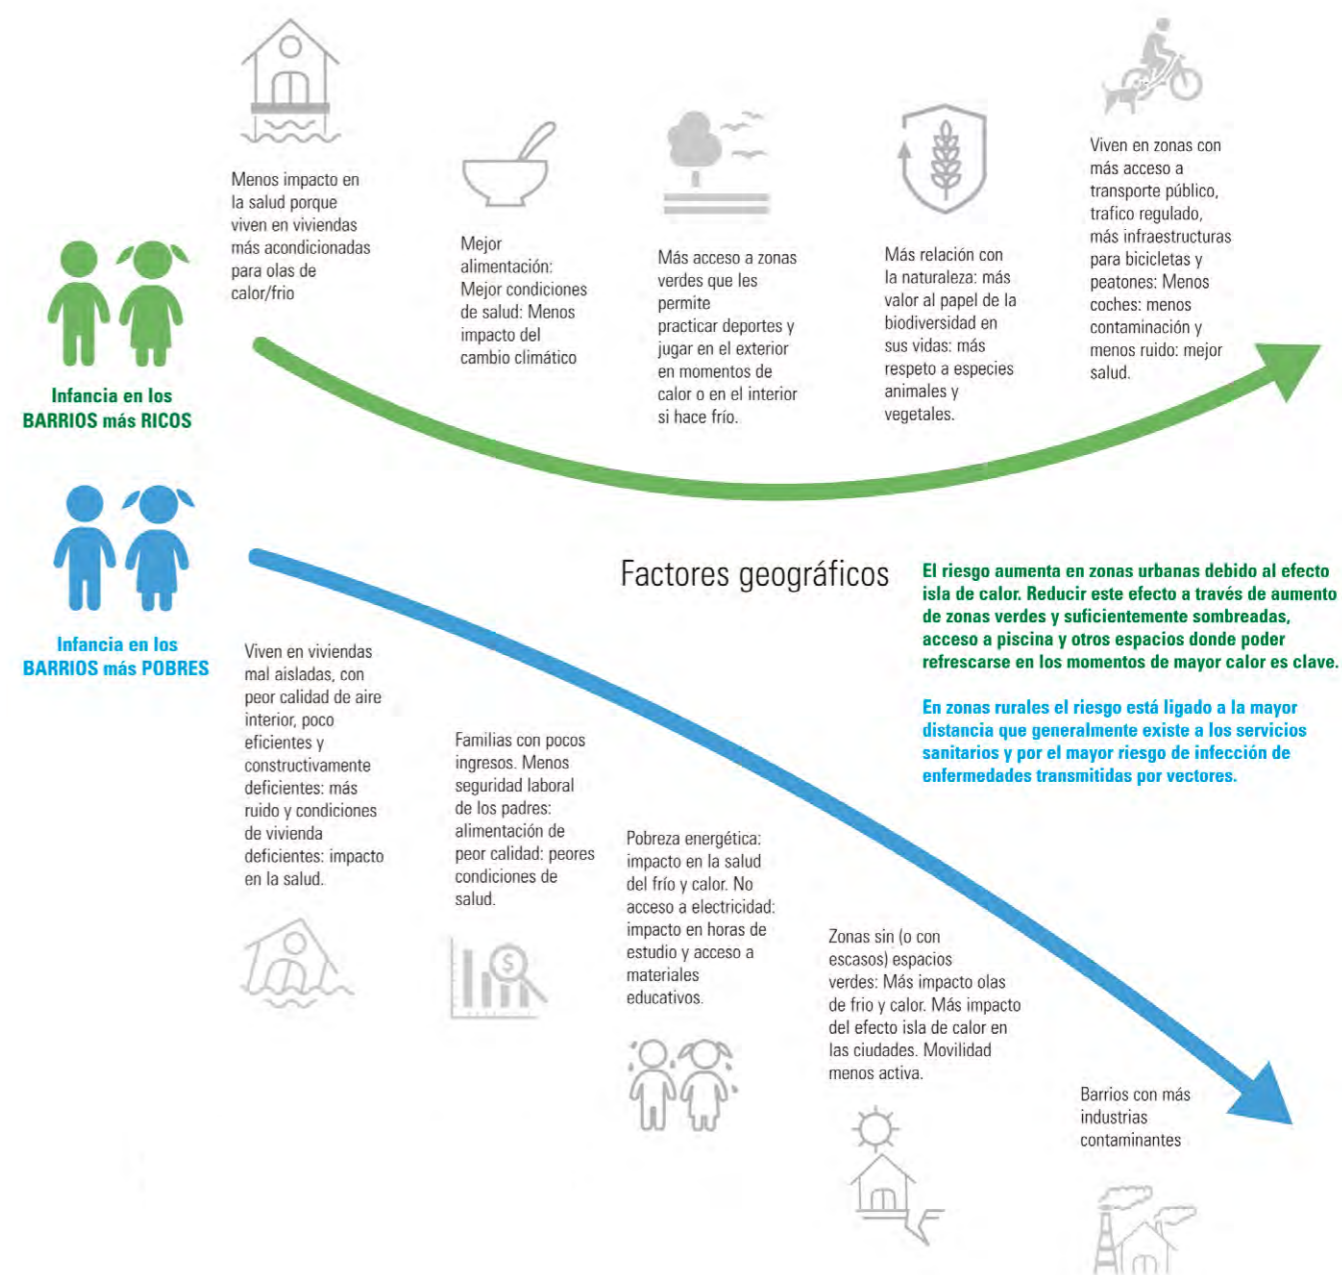 Menos impacto en
la salud porque
viven en viviendas
más acondicionadas
para olas de
calor/frio
Mejor
alimentación:
Mejor condiciones
de salud: Menos
impacto del
cambio climático
Más acceso a zonas
verdes que les
permite
practicar deportes y
jugar en el exterior
en momentos de
calor o en el interior
si hace frío.
Más relación con
la naturaleza: más
valor al papel de la
biodiversidad en
sus vidas: más
respeto a especies
animales y
vegetales.
Viven en zonas con
más acceso a
transporte público,
trafico regulado,
más infraestructuras
para bicicletas y
peatones: Menos
coches: menos
contaminación y
menos ruido: mejor
salud.
Infancia en los
BARRIOS más RICOS
Infancia en los
BARRIOS más POBRES
Factores geográficos
El riesgo aumenta en zonas urbanas debido al efecto
isla de calor. Reducir este efecto a través de aumento
de zonas verdes y suficientemente sombreadas,
acceso a piscina y otros espacios donde poder
refrescarse en los momentos de mayor calor es clave.
En zonas rurales el riesgo está ligado a la mayor
distancia que generalmente existe a los servicios
sanitarios y por el mayor riesgo de infección de
enfermedades transmitidas por vectores.
Viven en viviendas
mal aisladas, con
peor calidad de aire
interior, poco
eficientes y
constructivamente
deficientes: más
ruido y condiciones
de vivienda
deficientes: impacto
en la salud.
Familias con pocos
ingresos. Menos
seguridad laboral
de los padres:
alimentación de
peor calidad: peores
condiciones de
salud.
$
Pobreza energética:
impacto en la salud
del frío y calor. No
acceso a electricidad:
impacto en horas de
estudio y acceso a
materiales
educativos.
Zonas sin (o con
escasos) espacios
verdes: Más impacto olas
de frio y calor. Más impacto
del efecto isla de calor en
las ciudades. Movilidad
menos activa.
Barrios con más
industrias
contaminantes